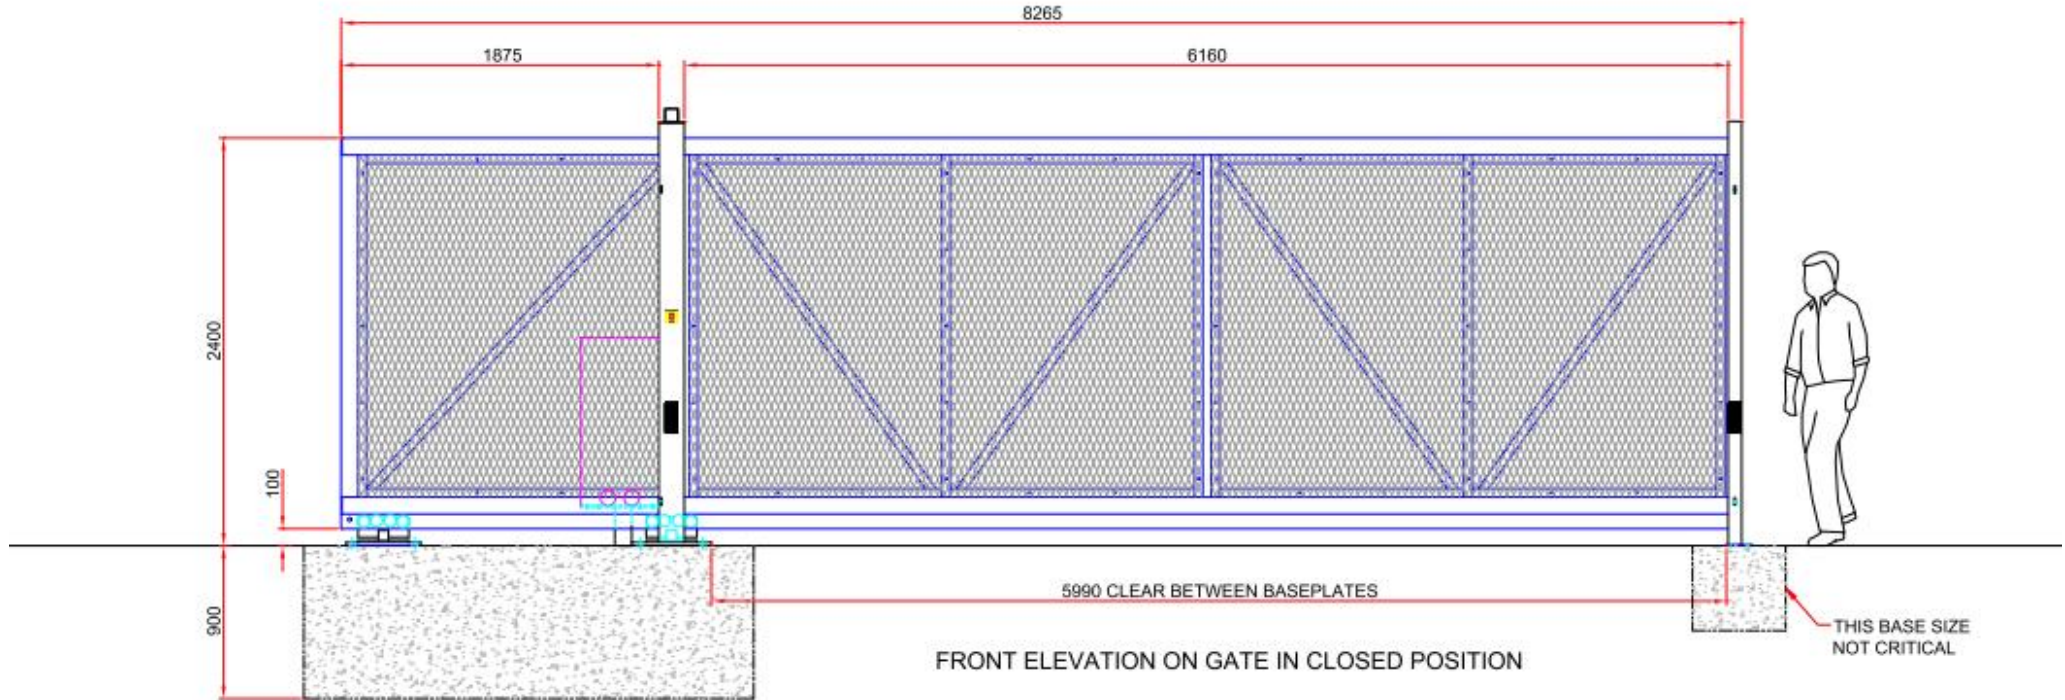 8265
1875
6160
2400
100
900
5990 CLEAR BETWEEN BASEPLATES
THIS BASE SIZE
NOT CRITICAL
FRONT ELEVATION ON GATE IN CLOSED POSITION